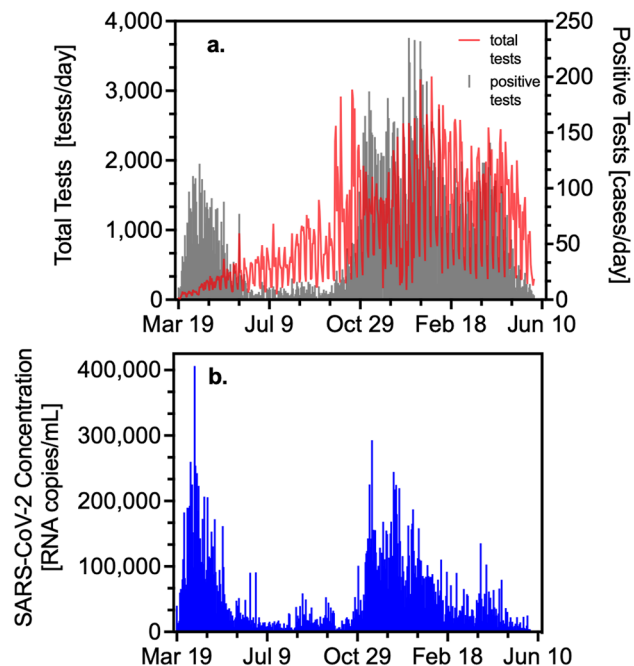 a.
total
tests
positive
tests
Total Tests [tests/day]
4,000
3,000
2,000
1,000
0
250
200
150
100
50
0
Positive Tests
[cases/day]
Mar 19 Jul 9 Oct 29 Feb 18 Jun 10
b.
SARS-CoV-2 Concentration
[RNA copies/mL]
400,000
300,000
200,000
100,000
0
Mar 19 Jul 9 Oct 29 Feb 18 Jun 10